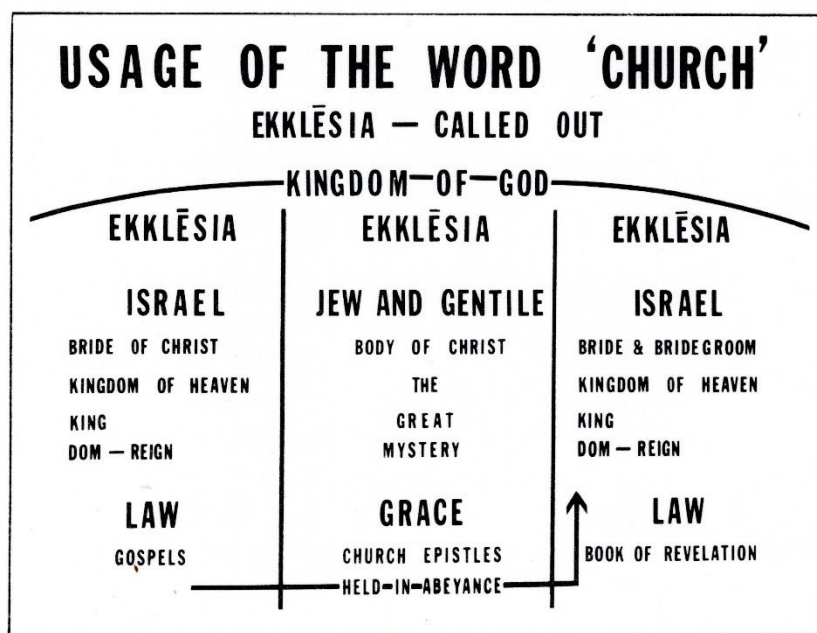 USAGE OF THE WORD ‘CHURCH’
EKKLĒSIA — CALLED OUT
KINGDOM—OF—GOD
EKKLĒSIA
ISRAEL
BRIDE OF CHRIST
KINGDOM OF HEAVEN
KING
DOM — REIGN
LAW
GOSPELS
EKKLĒSIA
JEW AND GENTILE
BODY OF CHRIST
THE
GREAT
MYSTERY
GRACE
CHURCH EPISTLES
HELD—IN—ABEYANCE
EKKLĒSIA
ISRAEL
BRIDE & BRIDEGROOM
KINGDOM OF HEAVEN
KING
DOM — REIGN
LAW
BOOK OF REVELATION